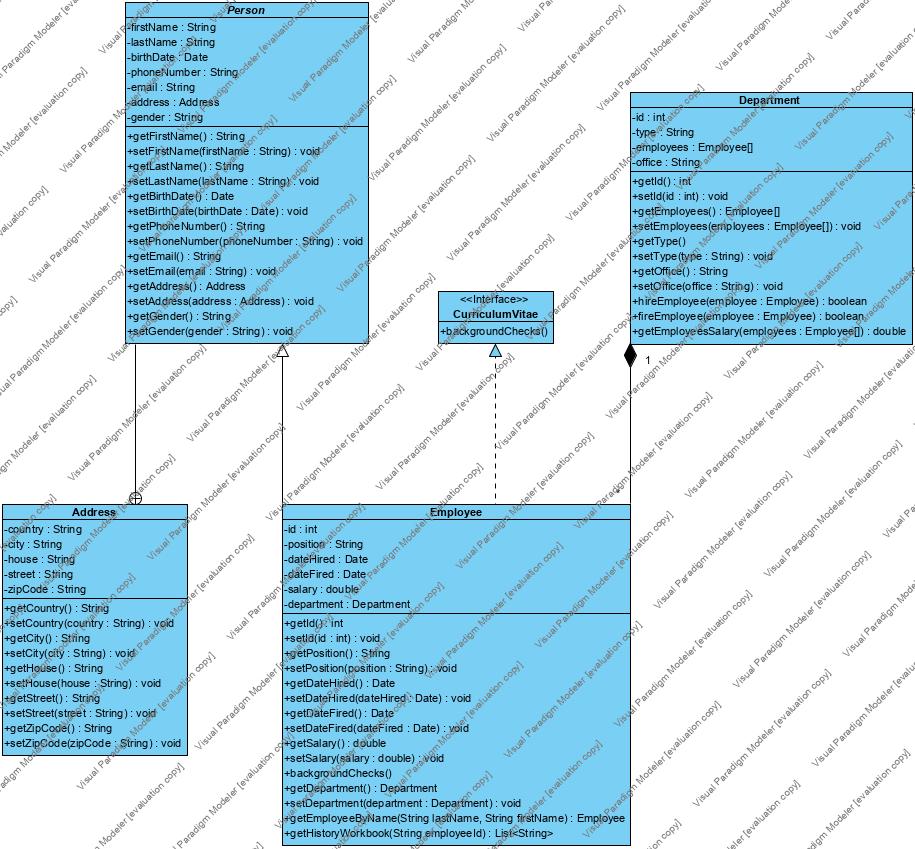 Person
-firstName : String
-lastName : String
-birthDate : Date
-phoneNumber : String
-email : String
-address : Address
-gender : String
+getFirstName() : String
+setFirstName(firstName : String) : void
+getLastName() : String
+setLastName(lastName : String) : void
+getBirthDate() : Date
+setBirthDate(birthDate : Date) : void
+getPhoneNumber() : String
+setPhoneNumber(phoneNumber : String) : void
+getEmail() : String
+setEmail(email : String) : void
+getAddress() : Address
+setAddress(address : Address) : void
+getGender() : String
+setGender(gender : String) : void
<<Interface>>
CurriculumVitae
+backgroundChecks()
Department
-id : int
-type : String
-employees : Employee[]
-office : String
+getId() : int
+setId(id : int) : void
+getEmployees() : Employee[]
+setEmployees(employees : Employee[]) : void
+getType()
+setType(type : String) : void
+getOffice() : String
+setOffice(office : String) : void
+hireEmployee(employee : Employee) : boolean
+fireEmployee(employee : Employee) : boolean
+getEmployeesSalary(employees : Employee[]) : double
1
*
Address
-country : String
-city : String
-house : String
-street : String
-zipCode : String
+getCountry() : String
+setCountry(country : String) : void
+getCity() : String
+setCity(city : String) : void
+getHouse() : String
+setHouse(house : String) : void
+getStreet() : String
+setStreet(street : String) : void
+getZipCode() : String
+setZipCode(zipCode : String) : void
Employee
-id : int
-position : String
-dateHired : Date
-dateFired : Date
-salary : double
-department : Department
+getId() : int
+setId(id : int) : void
+getPosition() : String
+setPosition(position : String) : void
+getDateHired() : Date
+setDateHired(dateHired : Date) : void
+getDateFired() : Date
+setDateFired(dateFired : Date) : void
+getSalary() : double
+setSalary(salary : double) : void
+backgroundChecks()
+getDepartment() : Department
+setDepartment(department : Department) : void
+getEmployeeByName(String lastName, String firstName) : Employee
+getHistoryWorkbook(String employeeId) : List<String>
Visual Paradigm Modeler [evaluation copy]